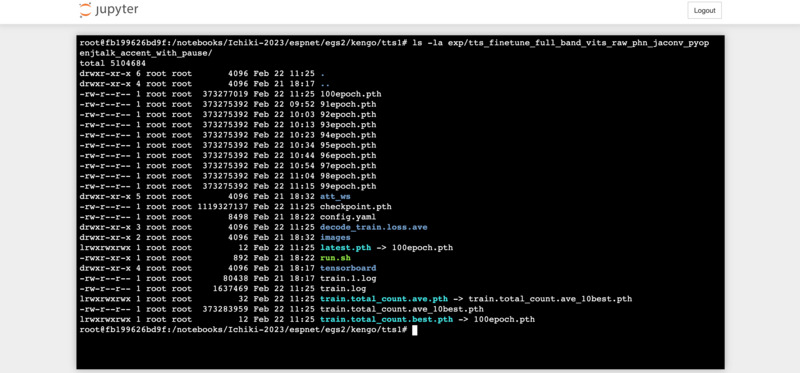 jupyter
Logout
root@fb199626bd9f:/notebooks/Ichiki-2023/espnet/egs2/kengo/tts1# ls -la exp/tts_finetune_full_band_vits_raw_phn_jaconv_pyop
enjtalk_accent_with_pause/
total 5104684
drwxr-xr-x 6 root root       4096 Feb 22 11:25 .
drwxr-xr-x 4 root root       4096 Feb 21 18:17 ..
-rw-r--r-- 1 root root  373277019 Feb 22 11:25 100epoch.pth
-rw-r--r-- 1 root root  373275392 Feb 22 09:52 91epoch.pth
-rw-r--r-- 1 root root  373275392 Feb 22 10:03 92epoch.pth
-rw-r--r-- 1 root root  373275392 Feb 22 10:13 93epoch.pth
-rw-r--r-- 1 root root  373275392 Feb 22 10:23 94epoch.pth
-rw-r--r-- 1 root root  373275392 Feb 22 10:34 95epoch.pth
-rw-r--r-- 1 root root  373275392 Feb 22 10:44 96epoch.pth
-rw-r--r-- 1 root root  373275392 Feb 22 10:54 97epoch.pth
-rw-r--r-- 1 root root  373275392 Feb 22 11:04 98epoch.pth
-rw-r--r-- 1 root root  373275392 Feb 22 11:15 99epoch.pth
drwxr-xr-x 5 root root       4096 Feb 21 18:32 att_ws
-rw-r--r-- 1 root root 1119327137 Feb 22 11:25 checkpoint.pth
-rw-r--r-- 1 root root       8498 Feb 21 18:22 config.yaml
drwxr-xr-x 3 root root       4096 Feb 22 11:25 decode_train.loss.ave
drwxr-xr-x 2 root root       4096 Feb 21 18:32 images
lrwxrwxrwx 1 root root         12 Feb 22 11:25 latest.pth -> 100epoch.pth
-rwxr-xr-x 1 root root        892 Feb 21 18:22 run.sh
drwxr-xr-x 4 root root       4096 Feb 21 18:17 tensorboard
-rw-r--r-- 1 root root      80438 Feb 21 18:17 train.1.log
-rw-r--r-- 1 root root    1637469 Feb 22 11:25 train.log
lrwxrwxrwx 1 root root         32 Feb 22 11:25 train.total_count.ave.pth -> train.total_count.ave_10best.pth
-rw-r--r-- 1 root root  373283959 Feb 22 11:25 train.total_count.ave_10best.pth
lrwxrwxrwx 1 root root         12 Feb 22 11:25 train.total_count.best.pth -> 100epoch.pth
root@fb199626bd9f:/notebooks/Ichiki-2023/espnet/egs2/kengo/tts1#